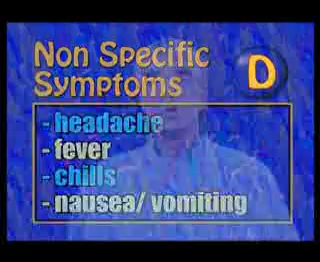 Non Specific
Symptoms
D
- headache
- fever
- chills
- nausea/ vomiting